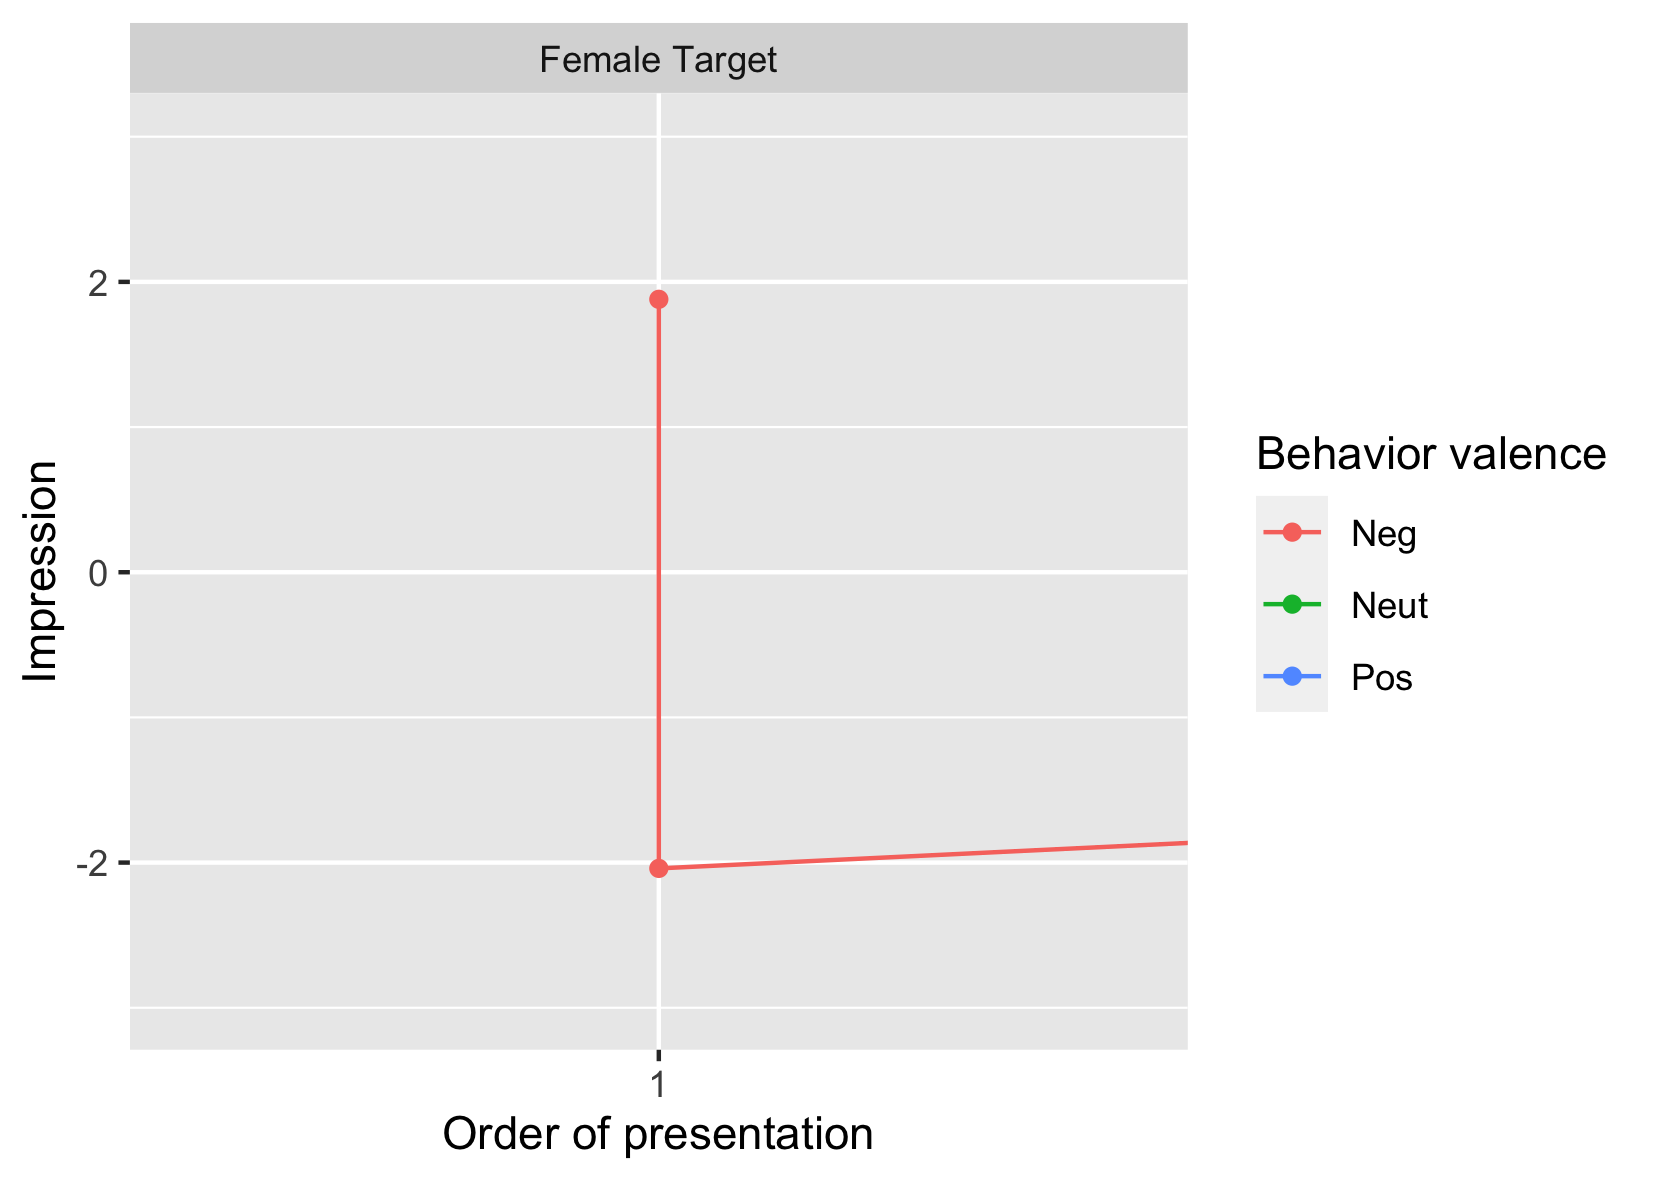 Female Target
2
0
-2
Impression
1
Order of presentation
Behavior valence
Neg
Neut
Pos